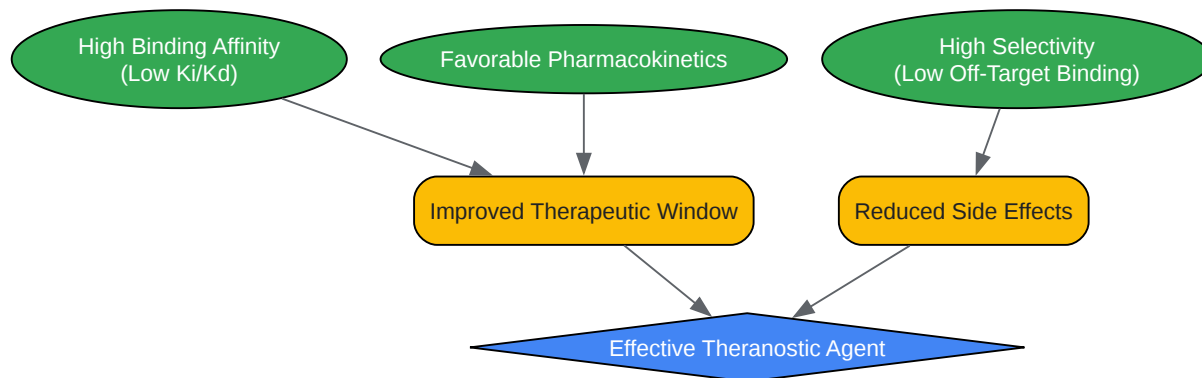 High Binding Affinity
(Low Ki/Kd)
Favorable Pharmacokinetics
High Selectivity
(Low Off-Target Binding)
Improved Therapeutic Window
Reduced Side Effects
Effective Theranostic Agent